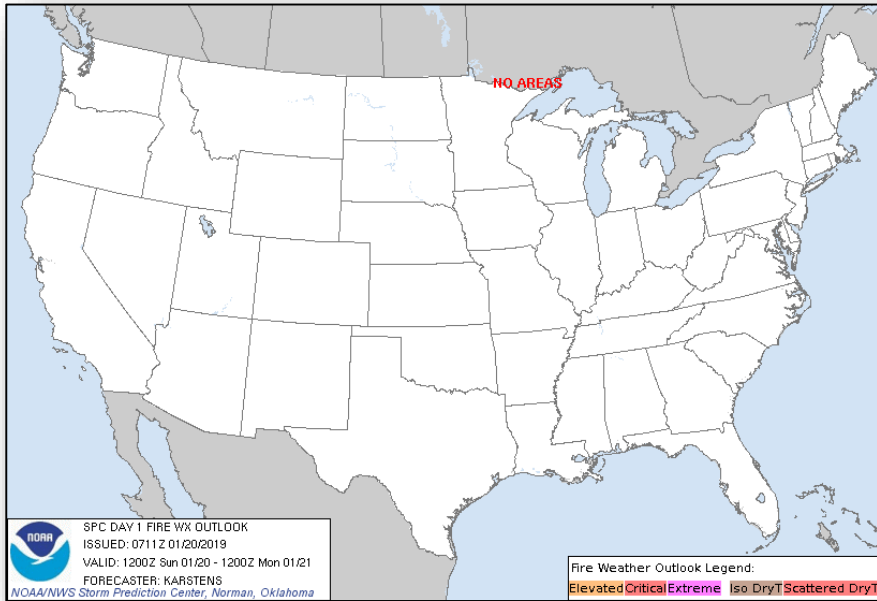 NO AREAS
SPC DAY 1 FIRE WX OUTLOOK
ISSUED: 0711Z 01/20/2019
VALID: 1200Z Sun 01/20 - 1200Z Mon 01/21
FORECASTER: KARSTENS
NOAA
NOAA/NWS Storm Prediction Center, Norman, Oklahoma
Fire Weather Outlook Legend:
Elevated Critical Extreme Iso DryT Scattered DryT